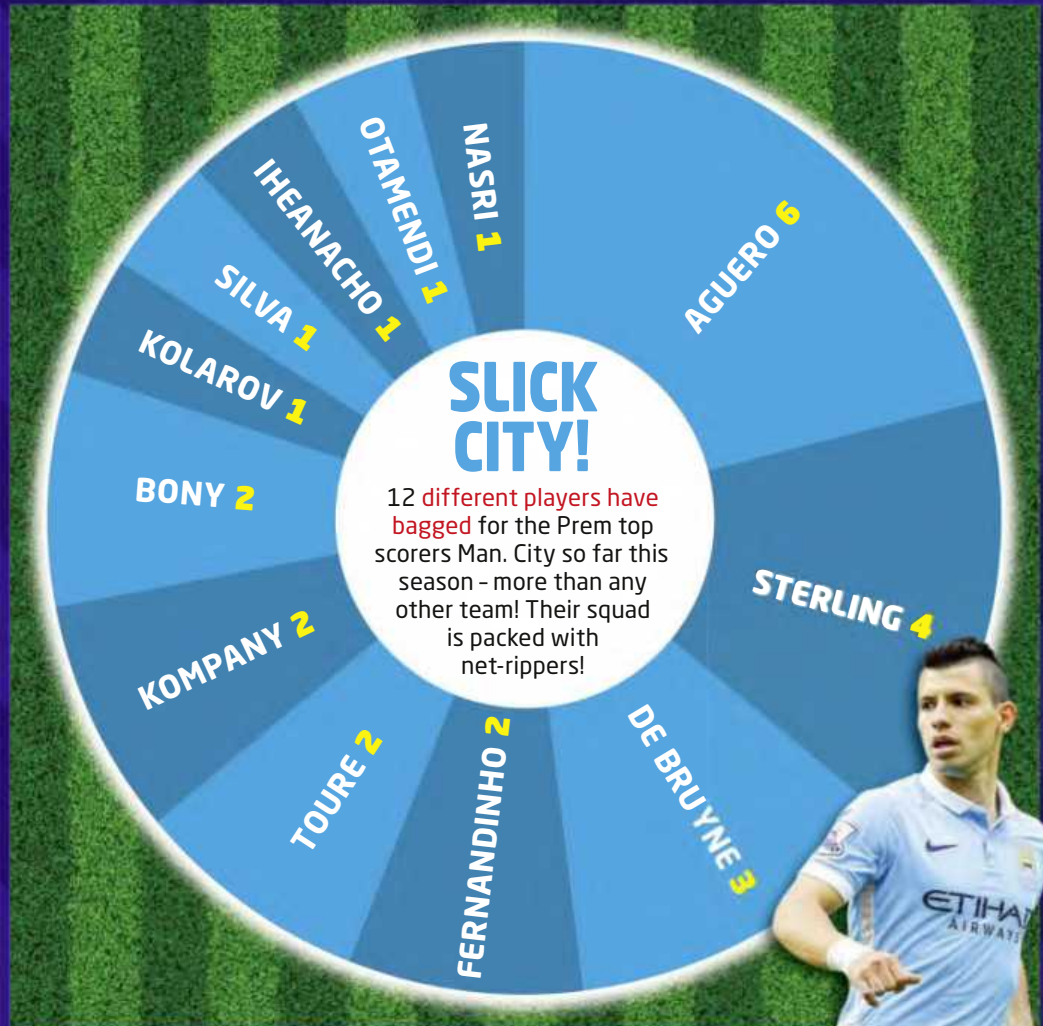 NASRI 1
OTAMENDI 1
IHEANACHO 1
SILVA 1
KOLAROV 1
BONY 2
KOMPANY 2
TOURE 2
FERNANDINHO 2
DE BRUYNE 3
STERLING 4
AGUERO 6
SLICK
CITY!
12 different players have
bagged for the Prem top
scorers Man. City so far this
season – more than any
other team! Their squad
is packed with
net-rippers!
ETIHA
AIRWAYS